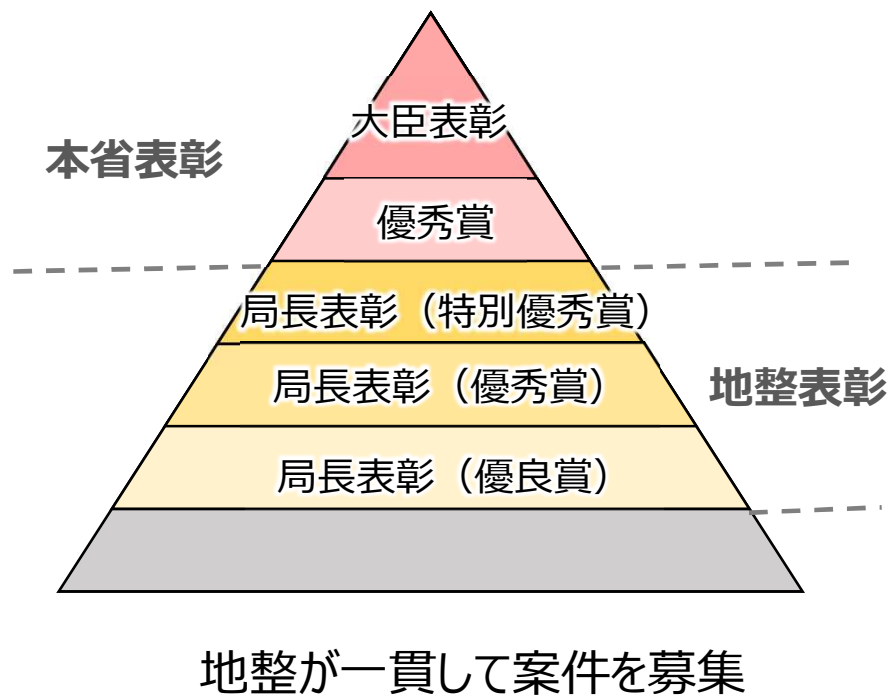 大臣表彰
本省表彰
優秀賞
局長表彰（特別優秀賞）
局長表彰（優秀賞）
地整表彰
局長表彰（優良賞）
地整が一貫して案件を募集